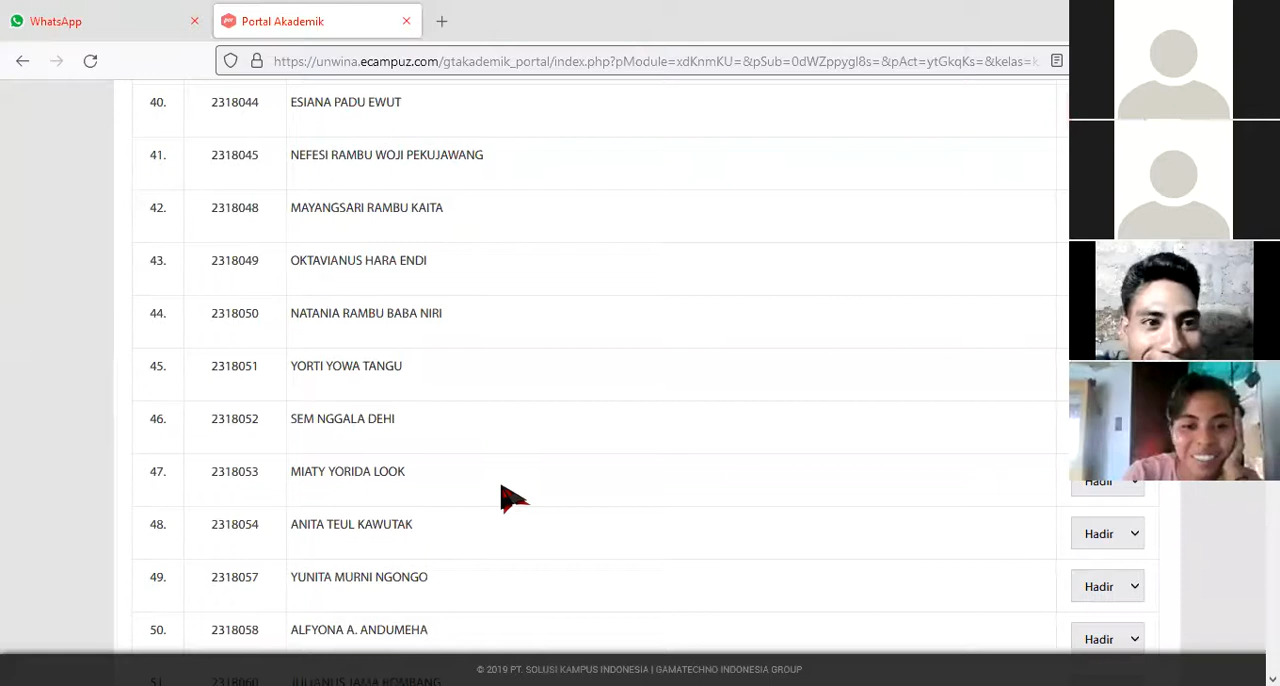 WhatsApp
Portal Akademik
https://unwinecampuz.com/gtakademik_portal/index.php?pModule=xdKnmKU=&pSub=0dWZppygl8s=&pAct=ytGkqKs=&kelas=
40. 2318044 ESIANA PADU EWUT
41. 2318045 NEFESI RAMBU WOJI PEKUJAWANG
42. 2318048 MAYANGSARI RAMBU KAITA
43. 2318049 OKTAVIANUS HARA ENDI
44. 2318050 NATANIA RAMBU BABA NIRI
45. 2318051 YORTI YOWA TANGU
46. 2318052 SEM NGGALA DEHI
47. 2318053 MIATY YORIDA LOOK Hadir
48. 2318054 ANITA TEUL KAWUTAK Hadir
49. 2318057 YUNITA MURNI NGONGO Hadir
50. 2318058 ALFYONA A. ANDUMEHA Hadir
© 2019 PT. SOLUSI KAMPUS INDONESIA | GAMATECHNO INDONESIA GROUP